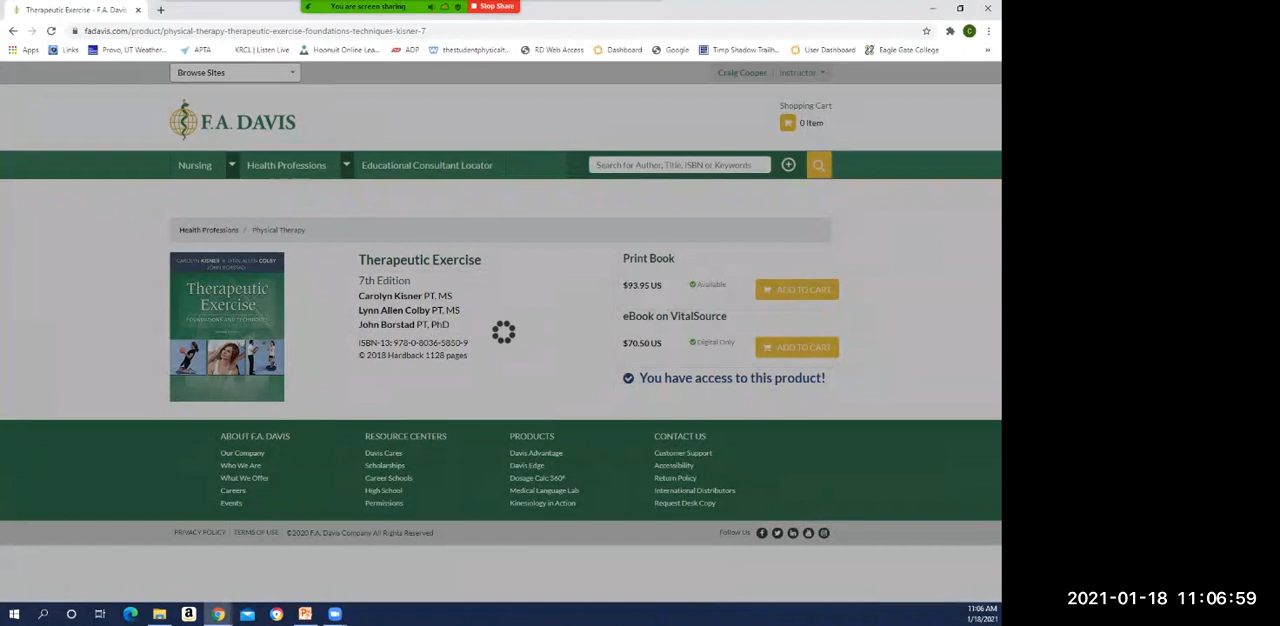 Therapeutic Exercise - F.A. Davis
You are screen sharing
Stop Share
fadavis.com/product/physical-therapy-therapeutic-exercise-foundations-techniques-kisner-7
Apps
Links
Provo, UT Weather...
APTA
KRCL | Listen Live
Hoonuit Online Lea...
ADP
thestudentphysicalt...
RD Web Access
Dashboard
Google
Timp Shadow Trailh...
User Dashboard
Eagle Gate College
»
Browse Sites
Craig Cooper | Instructor
F.A. DAVIS
Shopping Cart
0 Item
Nursing
Health Professions
Educational Consultant Locator
Search for Author, Title, ISBN or Keywords
Health Professions / Physical Therapy
CAROLYN KISNER • LYNN ALLEN COLBY
JOHN BORSTAD
Therapeutic
Exercise
FOUNDATIONS AND TECHNIQUES
Therapeutic Exercise
7th Edition
Carolyn Kisner PT, MS
Lynn Allen Colby PT, MS
John Borstad PT, PhD
ISBN-13: 978-0-8036-5850-9
© 2018 Hardback 1128 pages
Print Book
$93.95 US
Available
ADD TO CART
eBook on VitalSource
$70.50 US
Digital Only
ADD TO CART
You have access to this product!
ABOUT F.A. DAVIS
Our Company
Who We Are
What We Offer
Careers
Events
RESOURCE CENTERS
Davis Cares
Scholarships
Career Schools
High School
Permissions
PRODUCTS
Davis Advantage
Davis Edge
Dosage Calc 360°
Medical Language Lab
Kinesiology in Action
CONTACT US
Customer Support
Accessibility
Return Policy
International Distributors
Request Desk Copy
PRIVACY POLICY | TERMS OF USE ©2020 F.A. Davis Company All Rights Reserved
Follow Us
11:06 AM
1/18/2021
2021-01-18 11:06:59